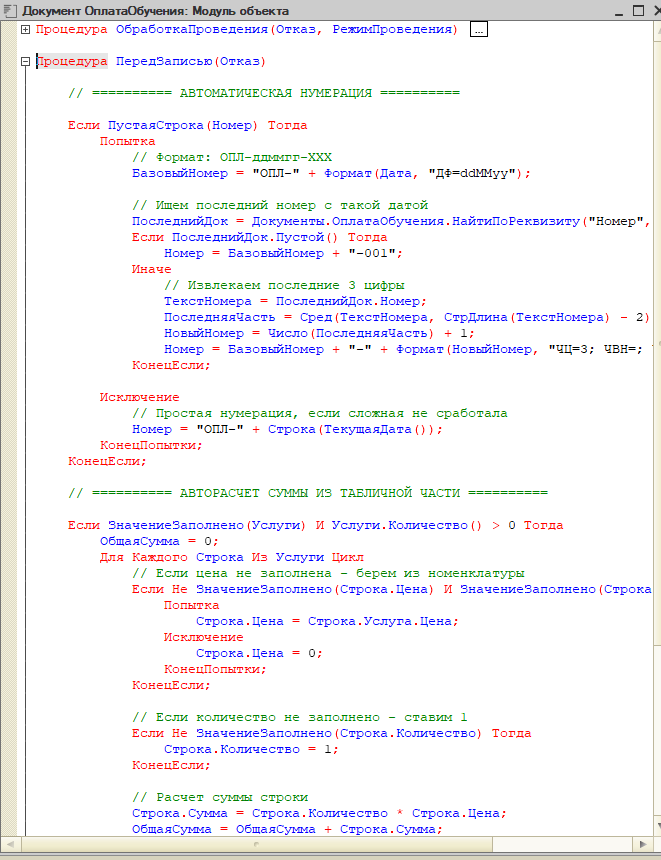 Документ ОплатаОбучения: Модуль объекта
Процедура ОбработкаПроведения(Отказ, РежимПроведения) ...
Процедура ПередЗаписью(Отказ)
// ========== АВТОМАТИЧЕСКАЯ НУМЕРАЦИЯ ==========
Если ПустаяСтрока(Номер) Тогда
Попытка
// Формат: ОПЛ-ддммгг-ХХХ
БазовыйНомер = "ОПЛ-" + Формат(Дата, "ДФ=ddMMyy");
// Ищем последний номер с такой датой
ПоследнийДок = Документы.ОплатаОбучения.НайтиПоРеквизиту("Номер",
Если ПоследнийДок.Пустой() Тогда
Номер = БазовыйНомер + "-001";
Иначе
// Извлекаем последние 3 цифры
ТекстНомера = ПоследнийДок.Номер;
ПоследняяЧасть = Сред(ТекстНомера, СтрДлина(ТекстНомера) - 2)
НовыйНомер = Число(ПоследняяЧасть) + 1;
Номер = БазовыйНомер + "-" + Формат(НовыйНомер, "ЧЦ=3; ЧВН=;
КонецЕсли;
Исключение
// Простая нумерация, если сложная не сработала
Номер = "ОПЛ-" + Строка(ТекущаяДата());
КонецПопытки;
КонецЕсли;
// ========== АВТОРАСЧЕТ СУММЫ ИЗ ТАБЛИЧНОЙ ЧАСТИ ==========
Если ЗначениеЗаполнено(Услуги) И Услуги.Количество() > 0 Тогда
ОбщаяСумма = 0;
Для Каждого Строка Из Услуги Цикл
// Если цена не заполнена - берем из номенклатуры
Если Не ЗначениеЗаполнено(Строка.Цена) И ЗначениеЗаполнено(Строка
Попытка
Строка.Цена = Строка.Услуга.Цена;
Исключение
Строка.Цена = 0;
КонецПопытки;
КонецЕсли;
// Если количество не заполнено - ставим 1
Если Не ЗначениеЗаполнено(Строка.Количество) Тогда
Строка.Количество = 1;
КонецЕсли;
// Расчет суммы строки
Строка.Сумма = Строка.Количество * Строка.Цена;
ОбщаяСумма = ОбщаяСумма + Строка.Сумма;